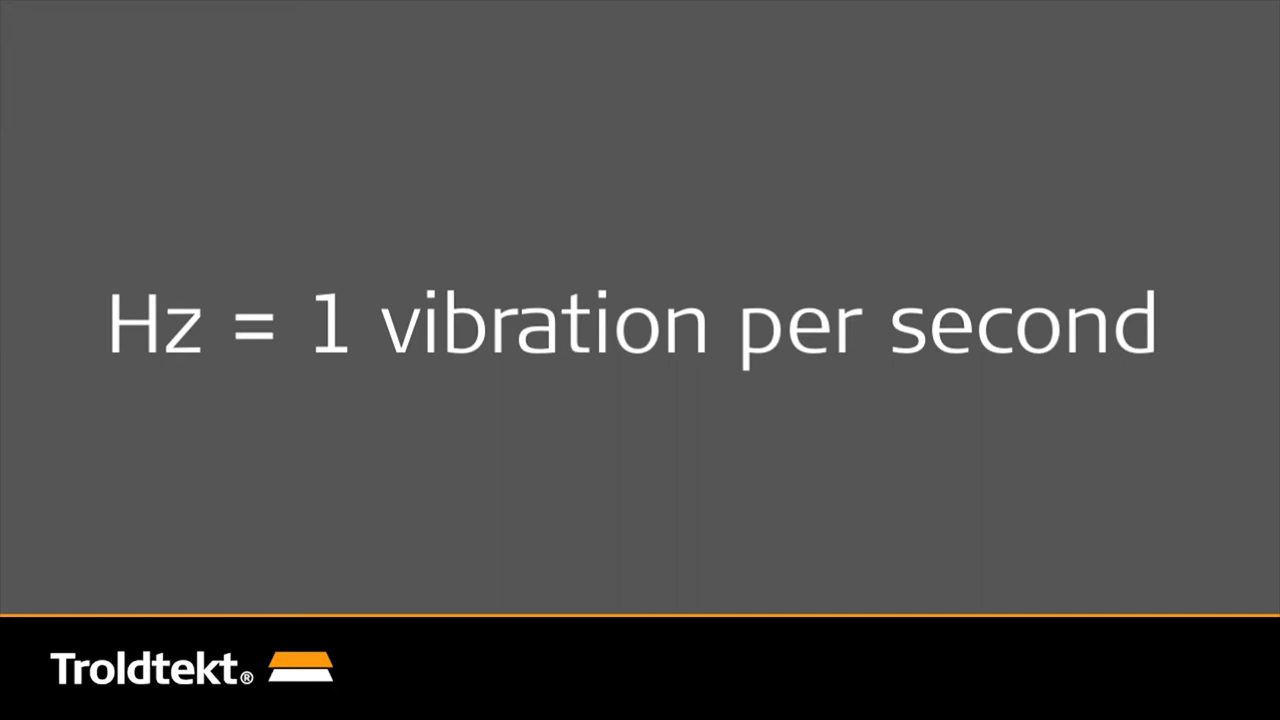 Hz = 1 vibration per second
Troldtekt®